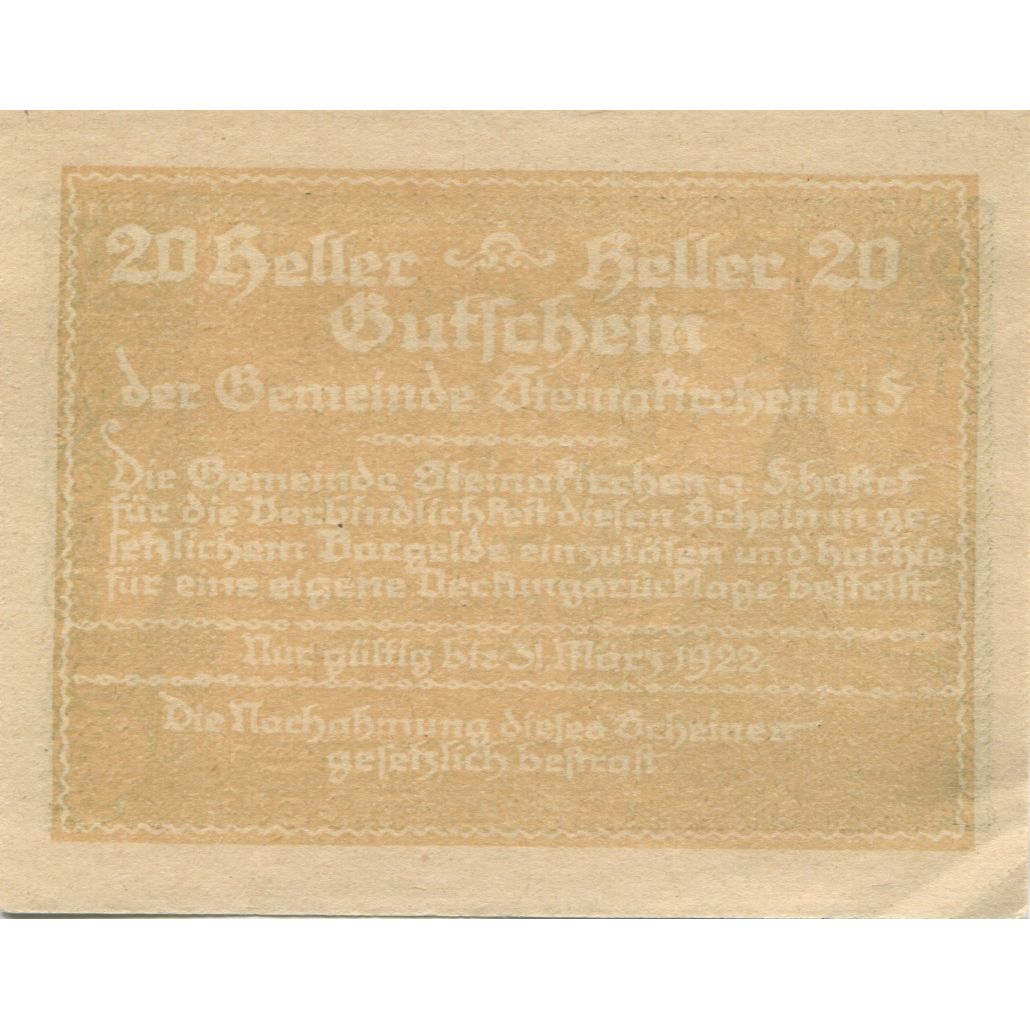 20 Heller Heller 20
Gutschein
der Gemeinde Steinakirchen a. F.
Die Gemeinde Steinakirchen a. F. haftet
für die Verbindlichkeit diesen Schein in ge-
setzlichem Bargelde einzulösen und hat hie-
für eine eigene Deckungsrücklage bestellt.
Nur gültig bis 31. März 1922.
Die Nachahmung dieses Scheines
gesetzlich bestraft